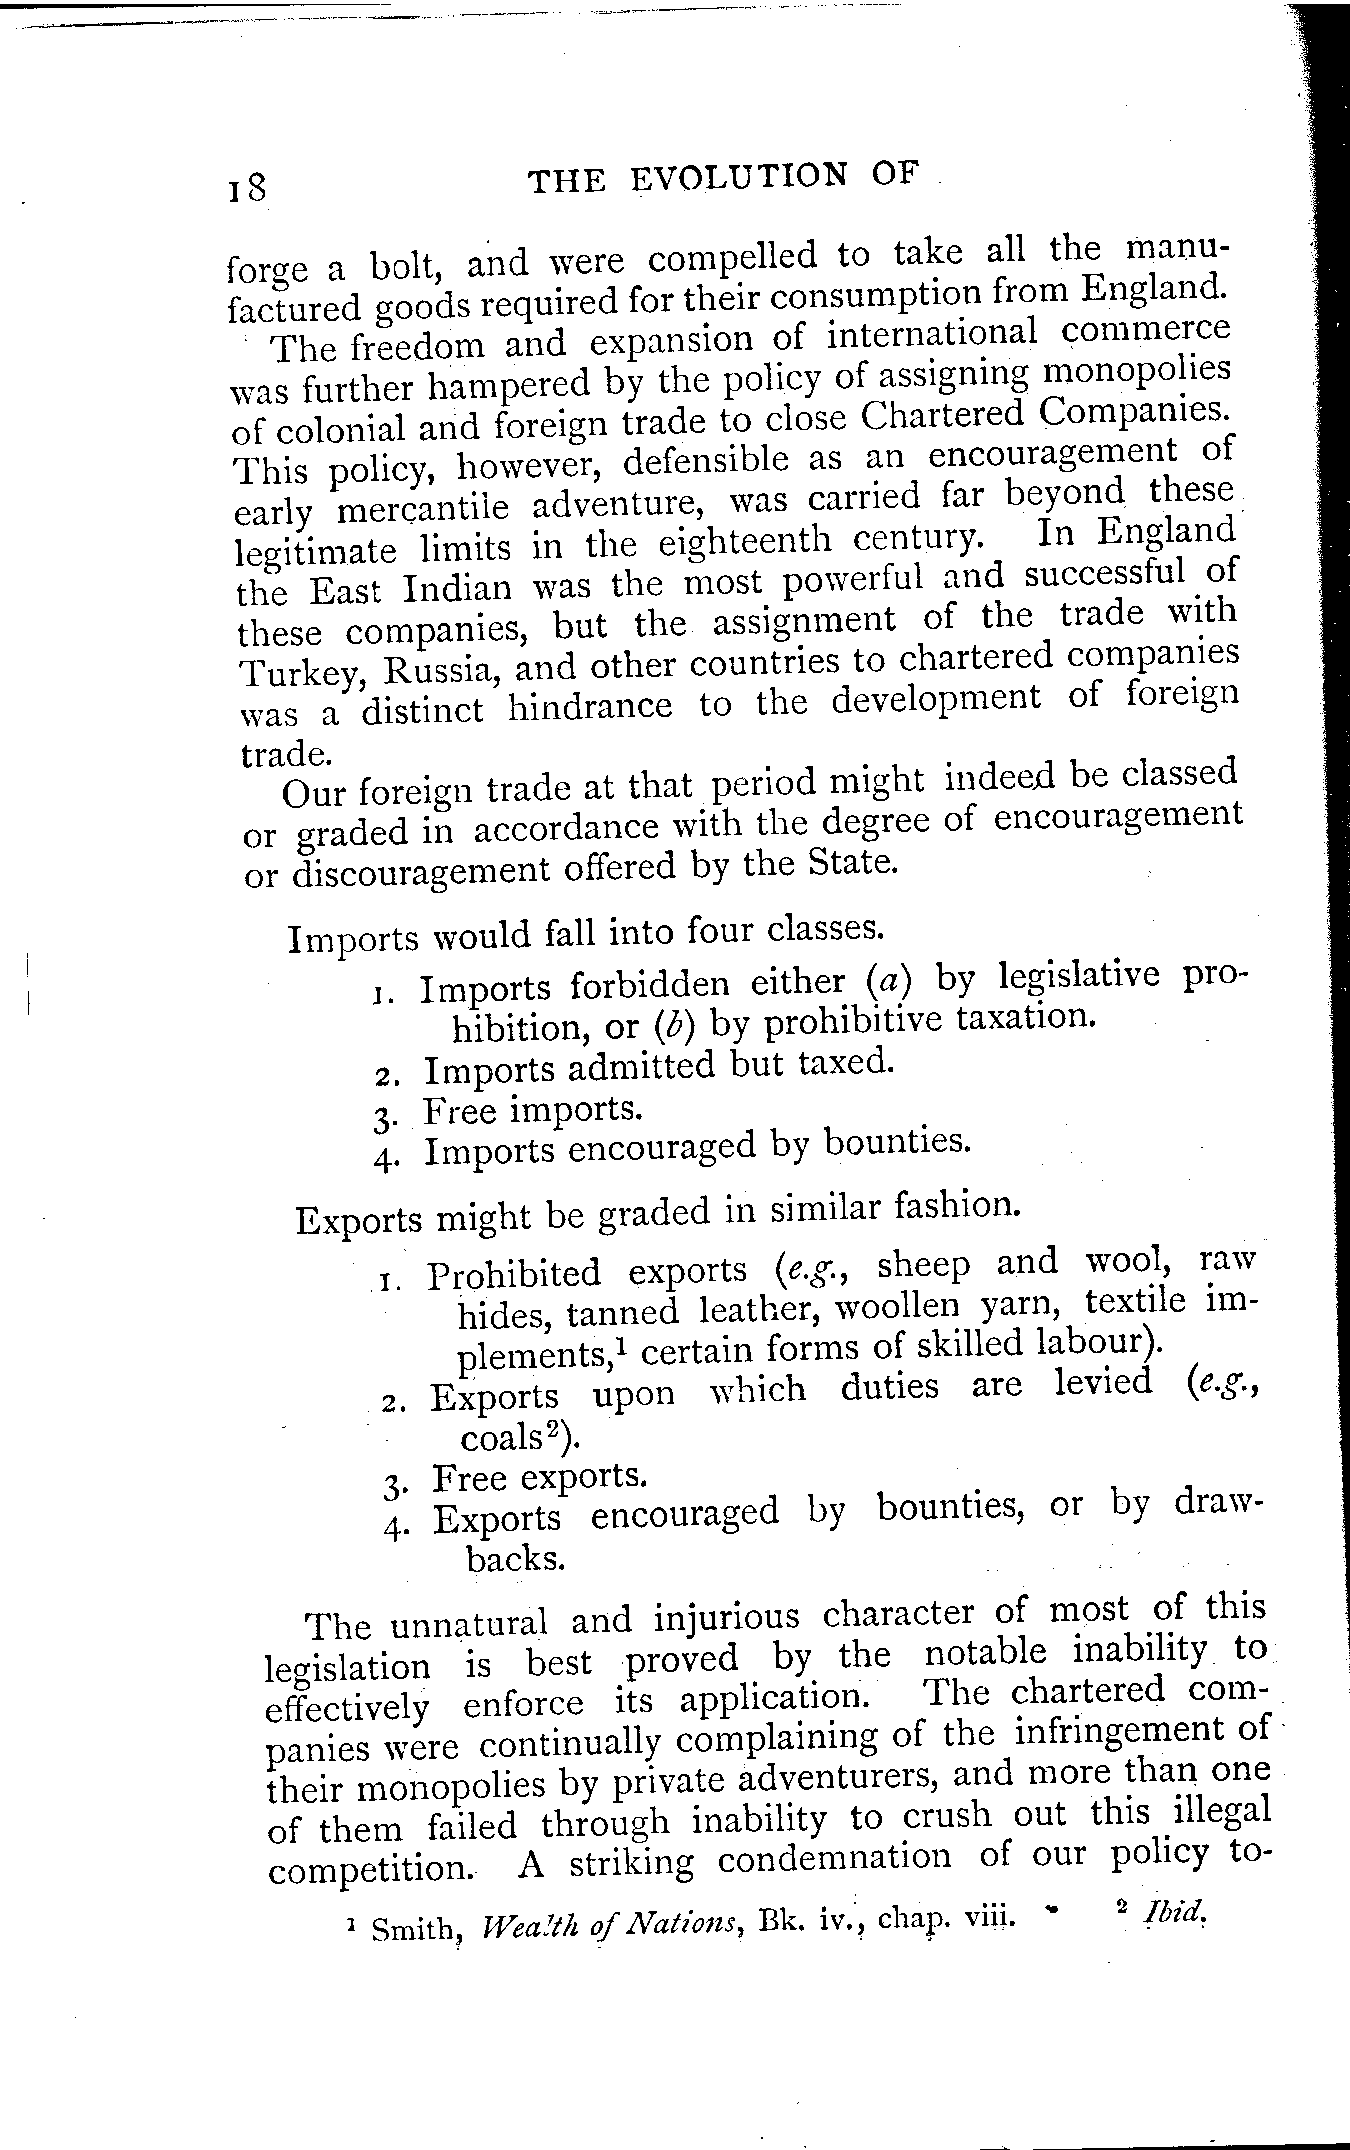 18 THE EVOLUTION OF
forge a bolt, and were compelled to take all the manu-
factured goods required for their consumption from England.
The freedom and expansion of international commerce
was further hampered by the policy of assigning monopolies
of colonial and foreign trade to close Chartered Companies.
This policy, however, defensible as an encouragement of
early mercantile adventure, was carried far beyond these
legitimate limits in the eighteenth century. In England
the East Indian was the most powerful and successful of
these companies, but the assignment of the trade with
Turkey, Russia, and other countries to chartered companies
was a distinct hindrance to the development of foreign
trade.
Our foreign trade at that period might indeed be classed
or graded in accordance with the degree of encouragement
or discouragement offered by the State.
Imports would fall into four classes.
1. Imports forbidden either (a) by legislative pro-
hibition, or (b) by prohibitive taxation.
2. Imports admitted but taxed.
3. Free imports.
4. Imports encouraged by bounties.
Exports might be graded in similar fashion.
1. Prohibited exports (e.g., sheep and wool, raw
hides, tanned leather, woollen yarn, textile im-
plements,¹ certain forms of skilled labour).
2. Exports upon which duties are levied (e.g.,
coals²).
3. Free exports.
4. Exports encouraged by bounties, or by draw-
backs.
The unnatural and injurious character of most of this
legislation is best proved by the notable inability to
effectively enforce its application. The chartered com-
panies were continually complaining of the infringement of
their monopolies by private adventurers, and more than one
of them failed through inability to crush out this illegal
competition. A striking condemnation of our policy to-
¹ Smith, Wealth of Nations, Bk. iv., chap. viii. ² Ibid.